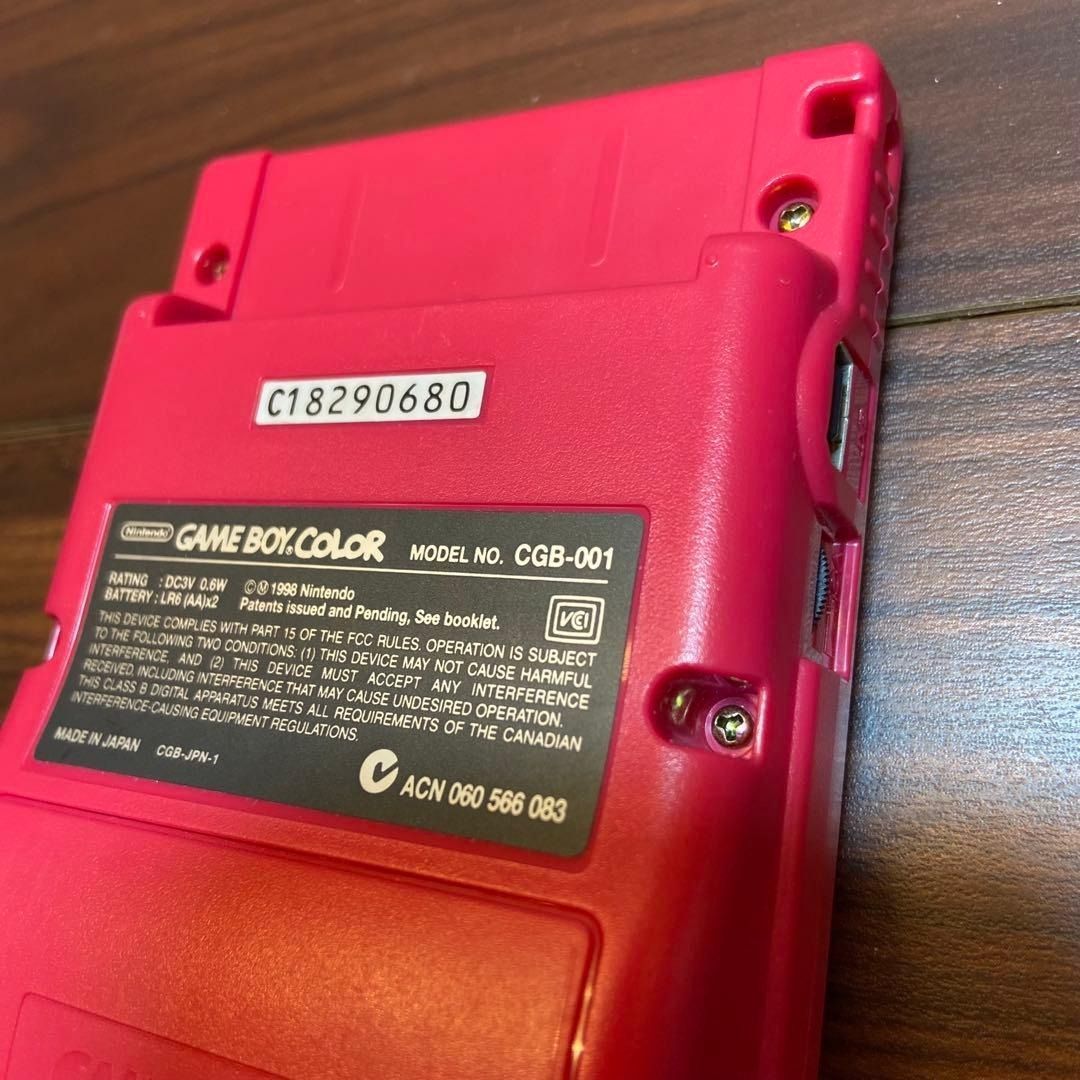 C18290680
Nintendo GAME BOY COLOR MODEL NO. CGB-001
RATING : DC3V 0.6W ©Ⓜ 1998 Nintendo
BATTERY : LR6 (AA)x2 Patents issued and Pending, See booklet.
VCI
THIS DEVICE COMPLIES WITH PART 15 OF THE FCC RULES. OPERATION IS SUBJECT
TO THE FOLLOWING TWO CONDITIONS: (1) THIS DEVICE MAY NOT CAUSE HARMFUL
INTERFERENCE, AND (2) THIS DEVICE MUST ACCEPT ANY INTERFERENCE
RECEIVED, INCLUDING INTERFERENCE THAT MAY CAUSE UNDESIRED OPERATION.
THIS CLASS B DIGITAL APPARATUS MEETS ALL REQUIREMENTS OF THE CANADIAN
INTERFERENCE-CAUSING EQUIPMENT REGULATIONS.
MADE IN JAPAN CGB-JPN-1
ACN 060 566 083